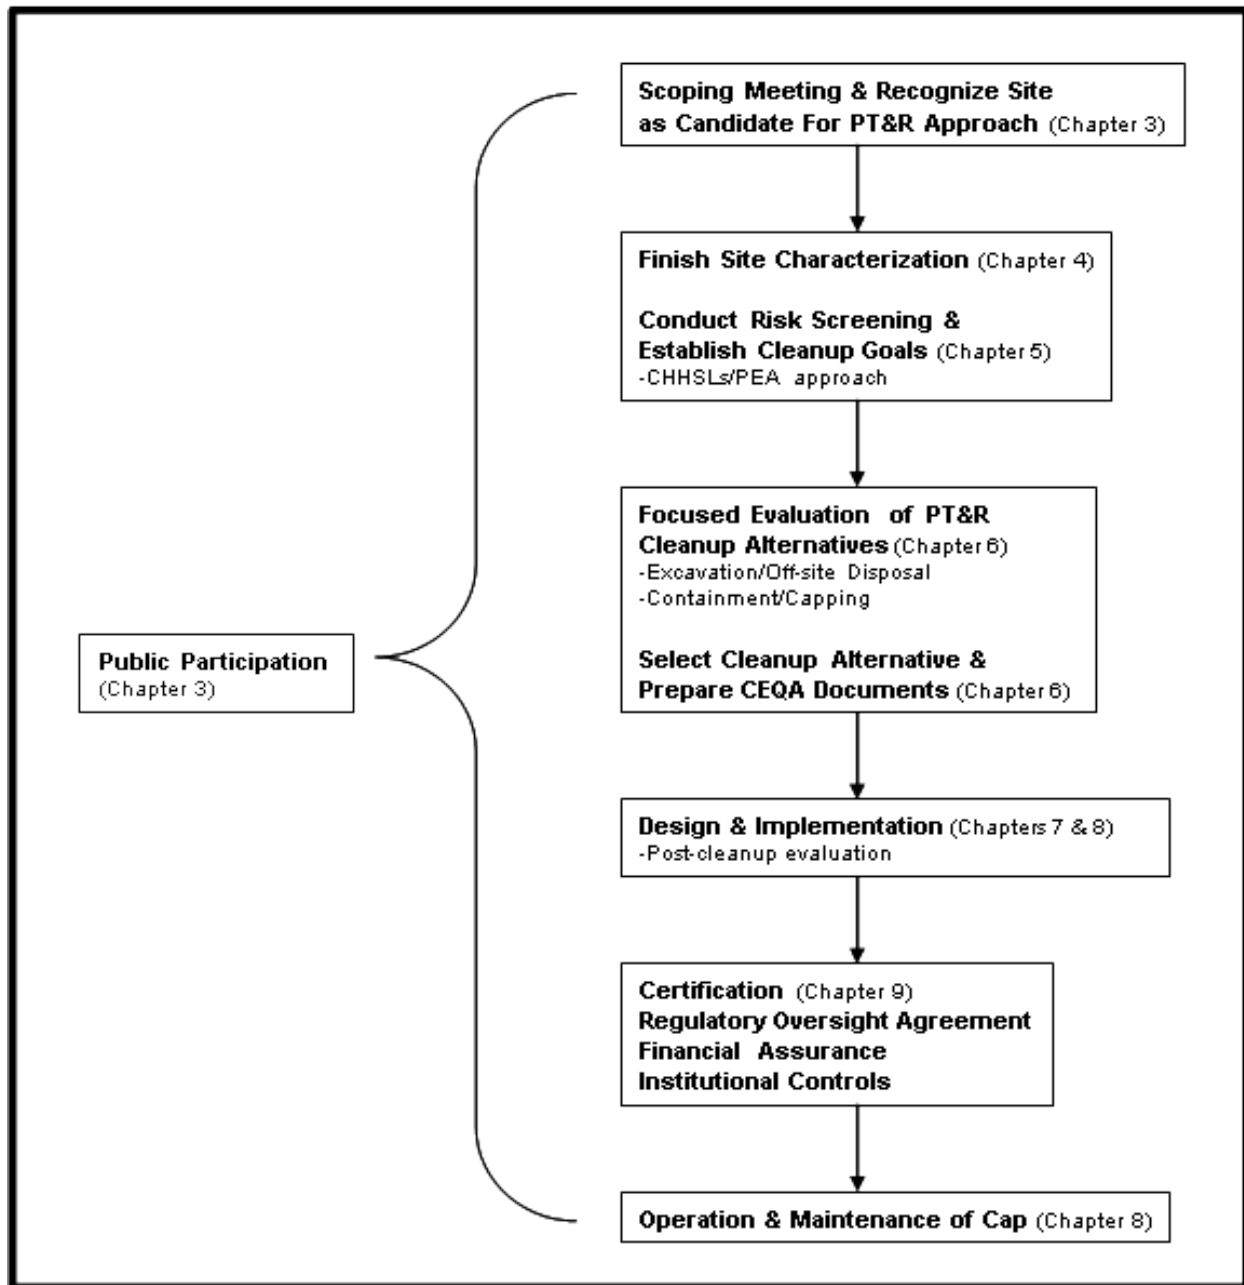 Scoping Meeting & Recognize Site
as Candidate For PT&R Approach (Chapter 3)
Finish Site Characterization (Chapter 4)
Conduct Risk Screening &
Establish Cleanup Goals (Chapter 5)
-CHHSLs/PEA approach
Focused Evaluation of PT&R
Cleanup Alternatives (Chapter 6)
-Excavation/Off-site Disposal
-Containment/Capping
Select Cleanup Alternative &
Prepare CEQA Documents (Chapter 6)
Public Participation
(Chapter 3)
Design & Implementation (Chapters 7 & 8)
-Post-cleanup evaluation
Certification (Chapter 9)
Regulatory Oversight Agreement
Financial Assurance
Institutional Controls
Operation & Maintenance of Cap (Chapter 8)